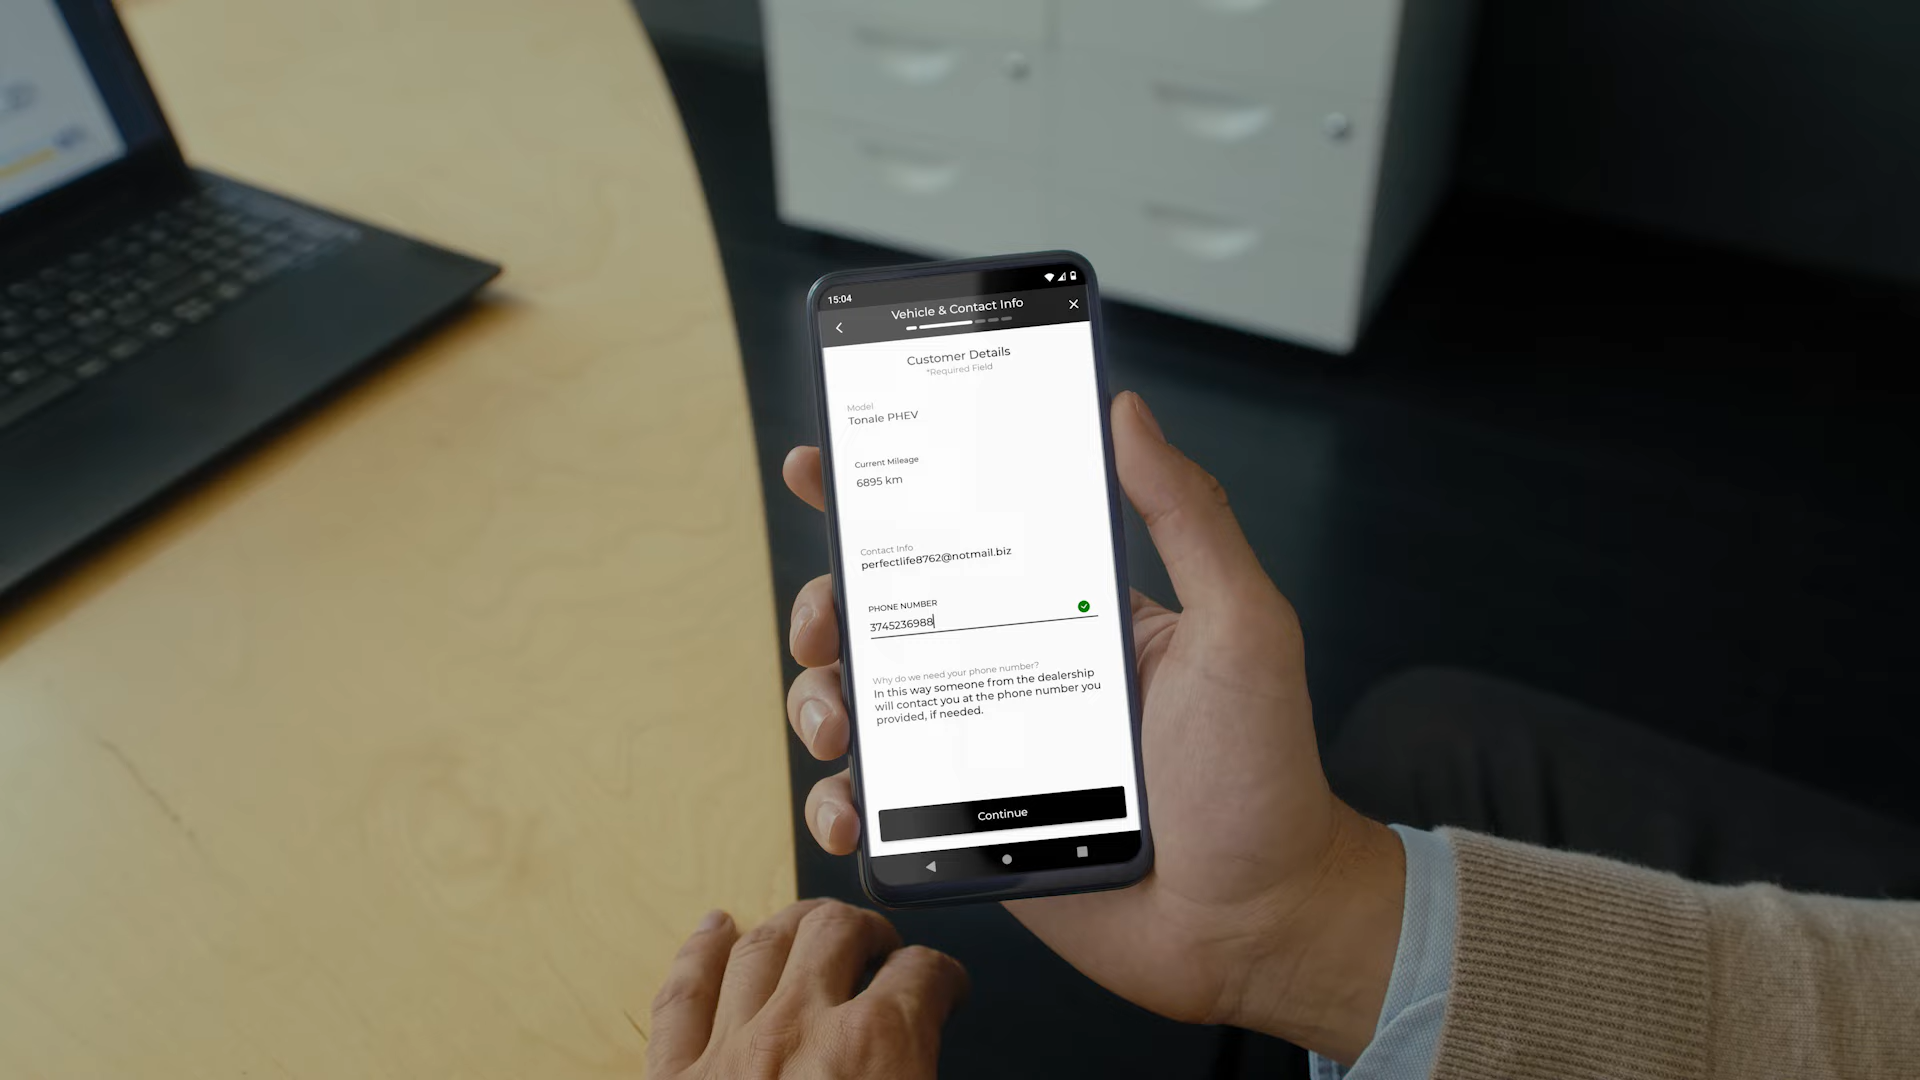 15:04
Vehicle & Contact Info
Customer Details
*Required Field
Model
Tonale PHEV
Current Mileage
6895 km
Contact Info
perfectlife8762@notmail.biz
PHONE NUMBER
3745236988
Why do we need your phone number?
In this way someone from the dealership
will contact you at the phone number you
provided, if needed.
Continue